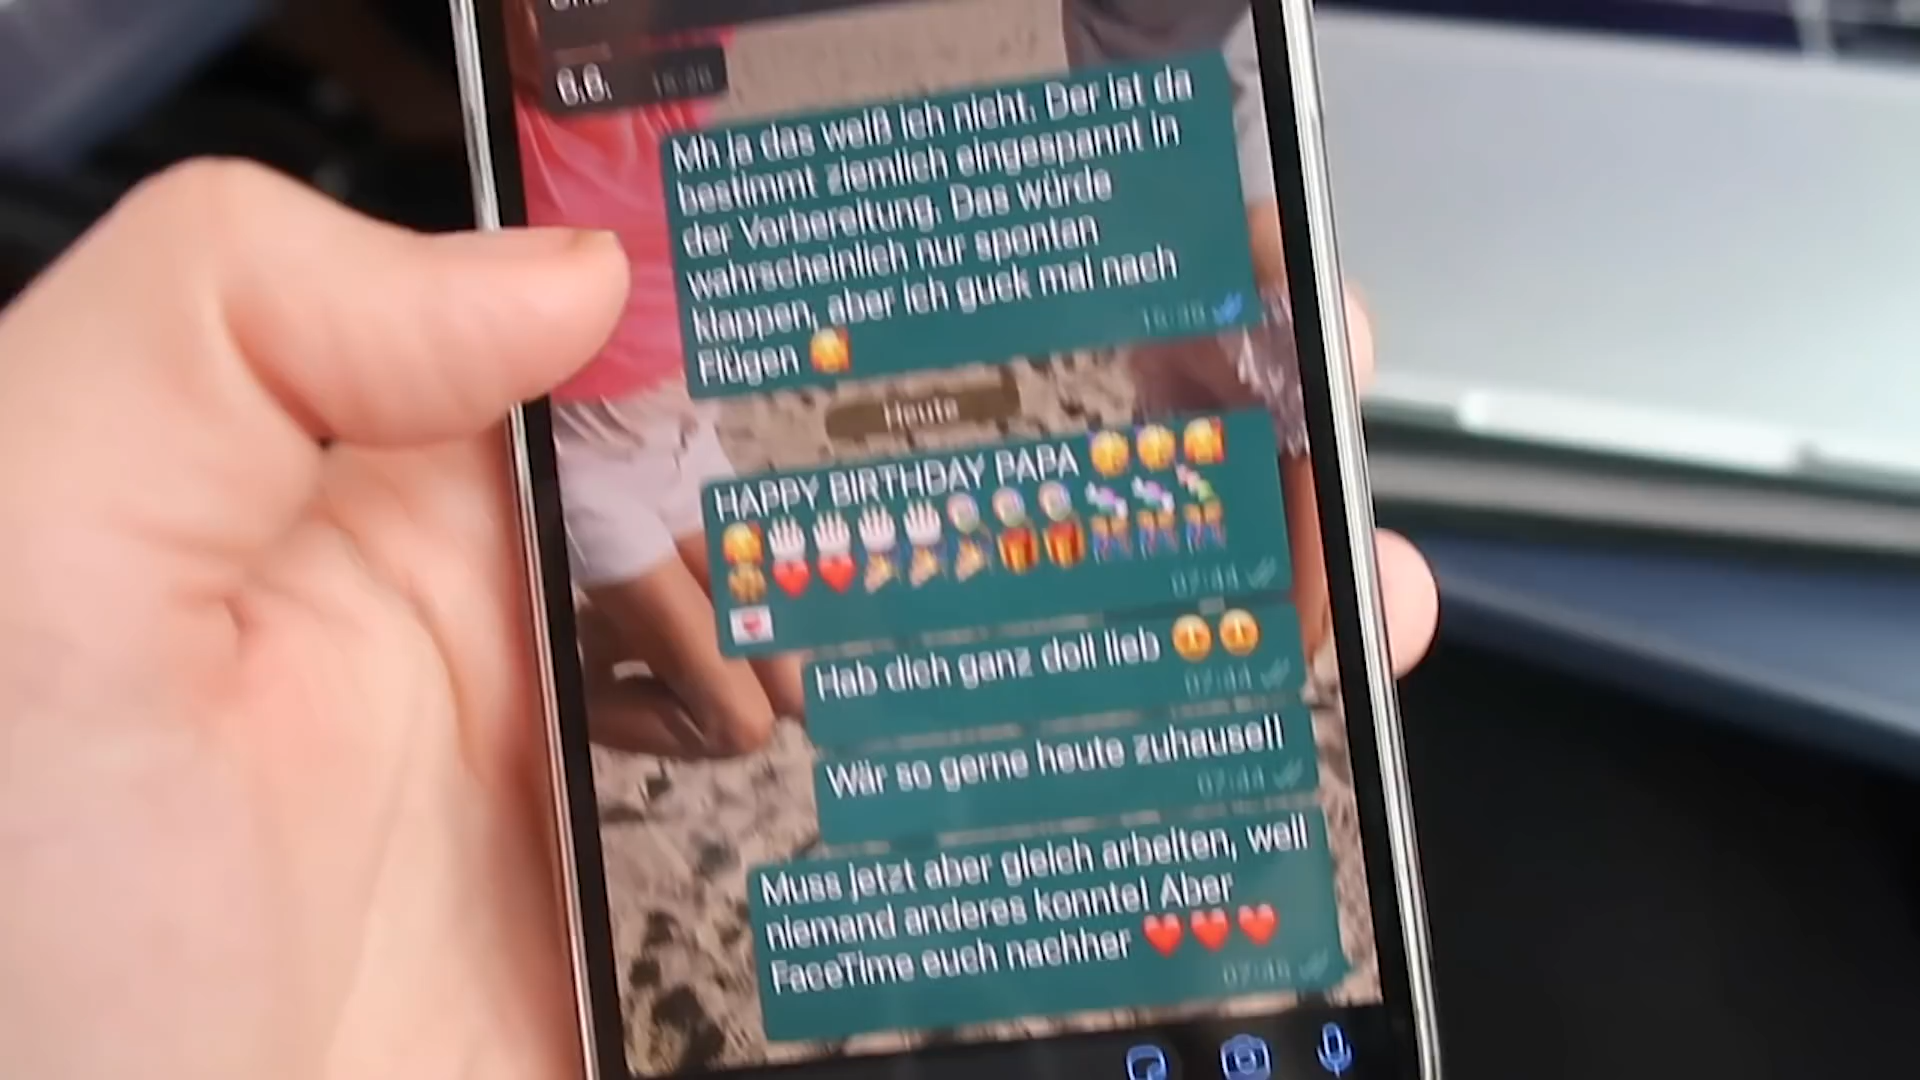 Mh ja das weiß ich nicht. Der ist da
bestimmt ziemlich eingespannt in
der Vorbereitung. Das würde
wahrscheinlich nur spontan
klappen, aber ich guck mal nach
Flügen 🥰
Heute
HAPPY BIRTHDAY PAPA
07:44
Hab dich ganz doll lieb
07:44
Wär so gerne heute zuhause!!
07:44
Muss jetzt aber gleich arbeiten, weil
niemand anderes konnte! Aber
FaceTime euch nachher ❤️❤️❤️